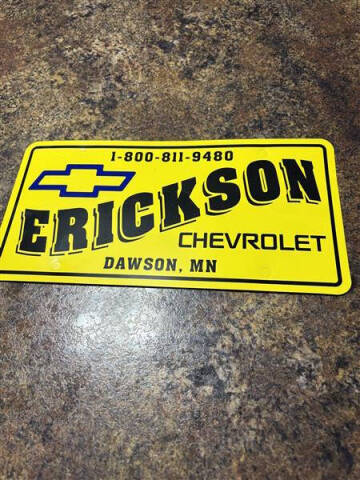 1-800-811-9480
ERICKSON
CHEVROLET
DAWSON, MN